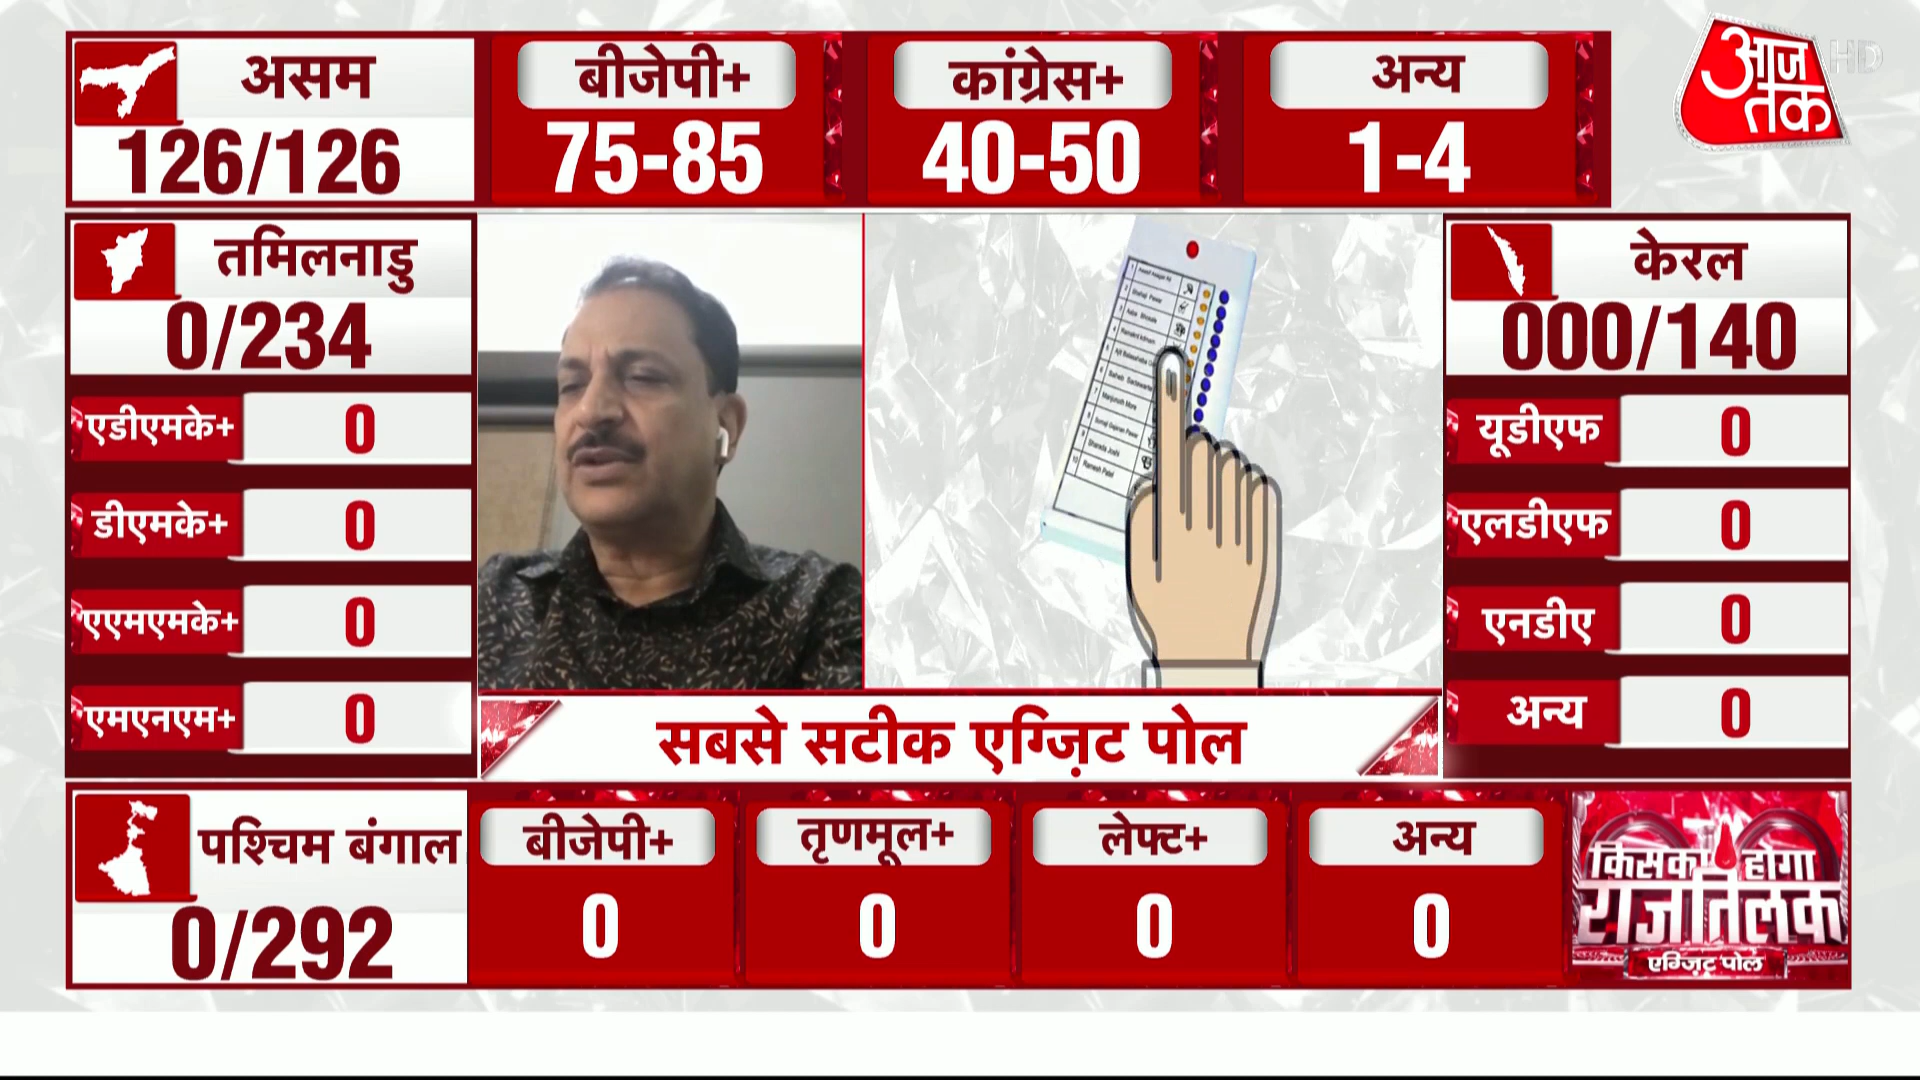 असम
126/126
बीजेपी+
75-85
कांग्रेस+
40-50
अन्य
1-4
आज तक
HD
तमिलनाडु
0/234
एडीएमके+ 0
डीएमके+ 0
एएमएमके+ 0
एमएनएम+ 0
केरल
000/140
यूडीएफ 0
एलडीएफ 0
एनडीए 0
अन्य 0
सबसे सटीक एग्ज़िट पोल
पश्चिम बंगाल
0/292
बीजेपी+
0
तृणमूल+
0
लेफ्ट+
0
अन्य
0
किसका होगा
राजतिलक
एग्ज़िट पोल